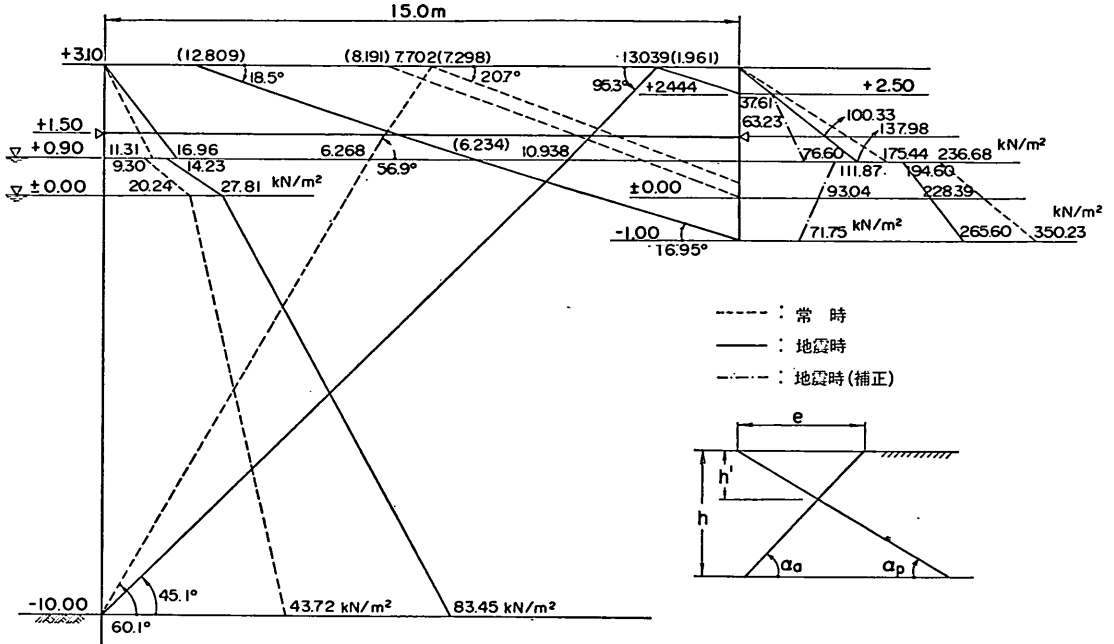 15.0m
+3.10 (12.809) (8.191) 7.702(7.298) 13.039(1.961)
18.5° 20.7° 95.3° +2.444 +2.50
37.61 100.33
+1.50 63.23 137.98
kN/m²
+0.90 11.31 16.96 6.268 (6.234) 10.938 76.60 175.44 236.68
9.30 14.23 56.9° 111.87 194.60
±0.00 20.24 27.81 kN/m² ±0.00 93.04 228.39
kN/m²
-1.00 71.75 kN/m² 265.60 350.23
16.95°
: 常 時
: 地震時
: 地震時(補正)
e
h'
h
αa αp
45.1°
-10.00 43.72 kN/m² 83.45 kN/m²
60.1°